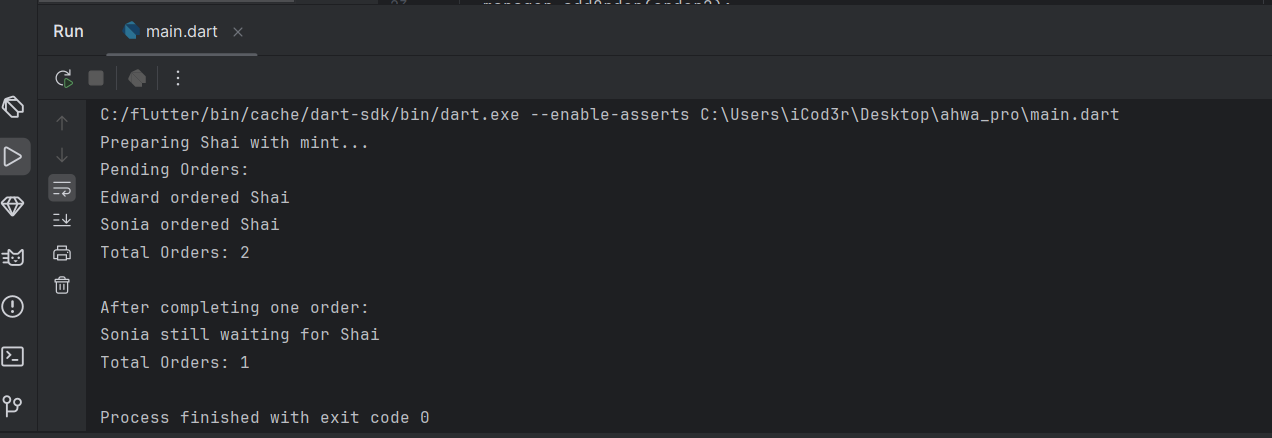 Run main.dart
C:/flutter/bin/cache/dart-sdk/bin/dart.exe --enable-asserts C:\Users\iCod3r\Desktop\ahwa_pro\main.dart
Preparing Shai with mint...
Pending Orders:
Edward ordered Shai
Sonia ordered Shai
Total Orders: 2
After completing one order:
Sonia still waiting for Shai
Total Orders: 1
Process finished with exit code 0